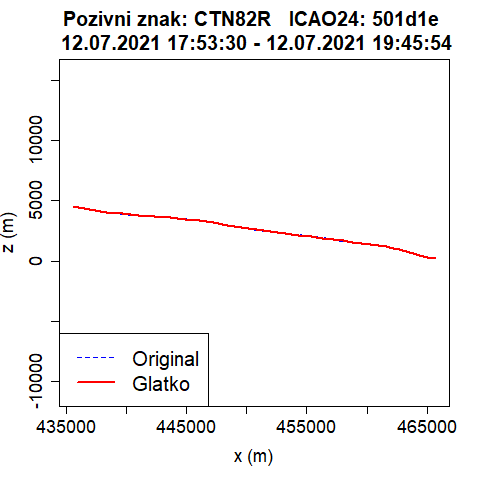 Pozivni znak: CTN82R   ICAO24: 501d1e
12.07.2021 17:53:30 - 12.07.2021 19:45:54
z (m)
10000
5000
0
-10000
Original
Glatko
435000
445000
455000
465000
x (m)